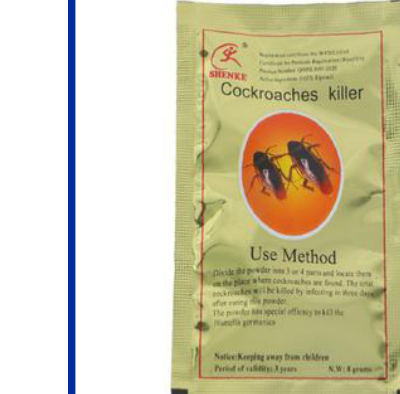 SHENKE
Cockroaches killer
Use Method
Divide the powder into 3 or 4 parts and locate them
on the place where cockroaches are found. The total
cockroaches will be killed by infecting in three days
after eating this powder.
The powder has special efficacy to kill the
Blattella germanica
Notice:Keeping away from children
Period of validity: 3 years N.W: 8 grams